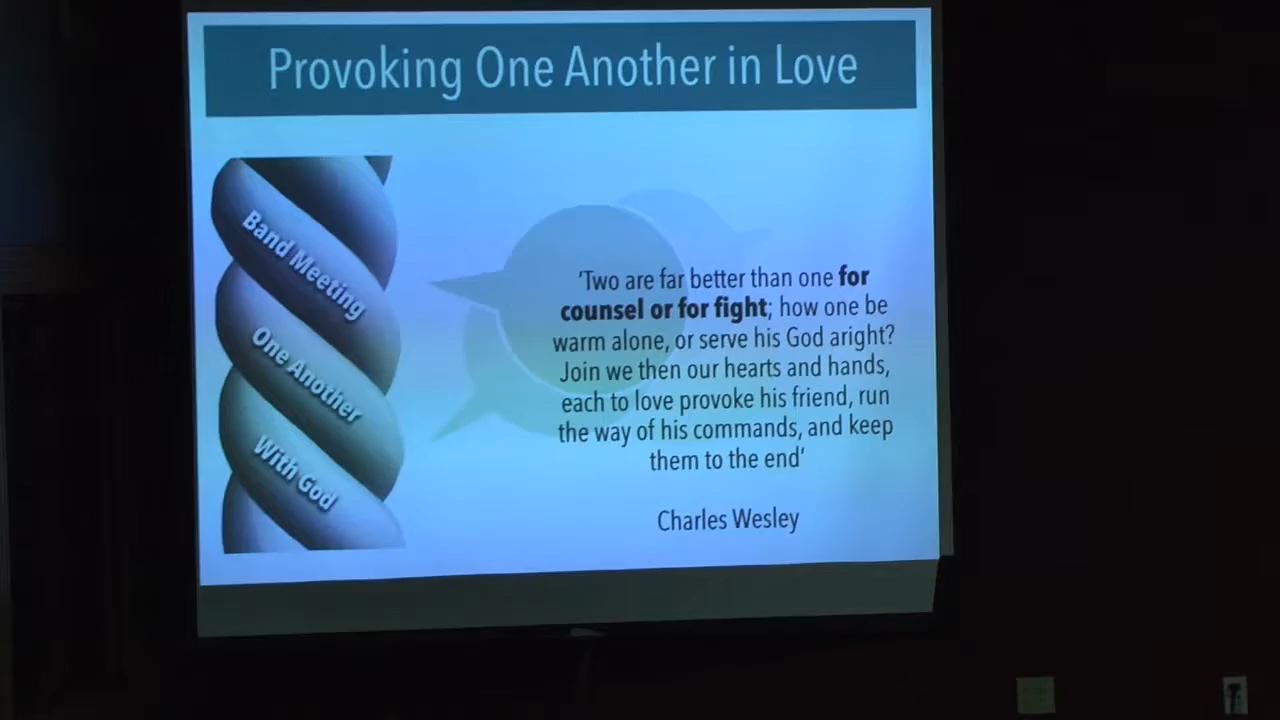 Provoking One Another in Love
Band Meeting
One Another
With God
'Two are far better than one for
counsel or for fight; how one be
warm alone, or serve his God aright?
Join we then our hearts and hands,
each to love provoke his friend, run
the way of his commands, and keep
them to the end'
Charles Wesley